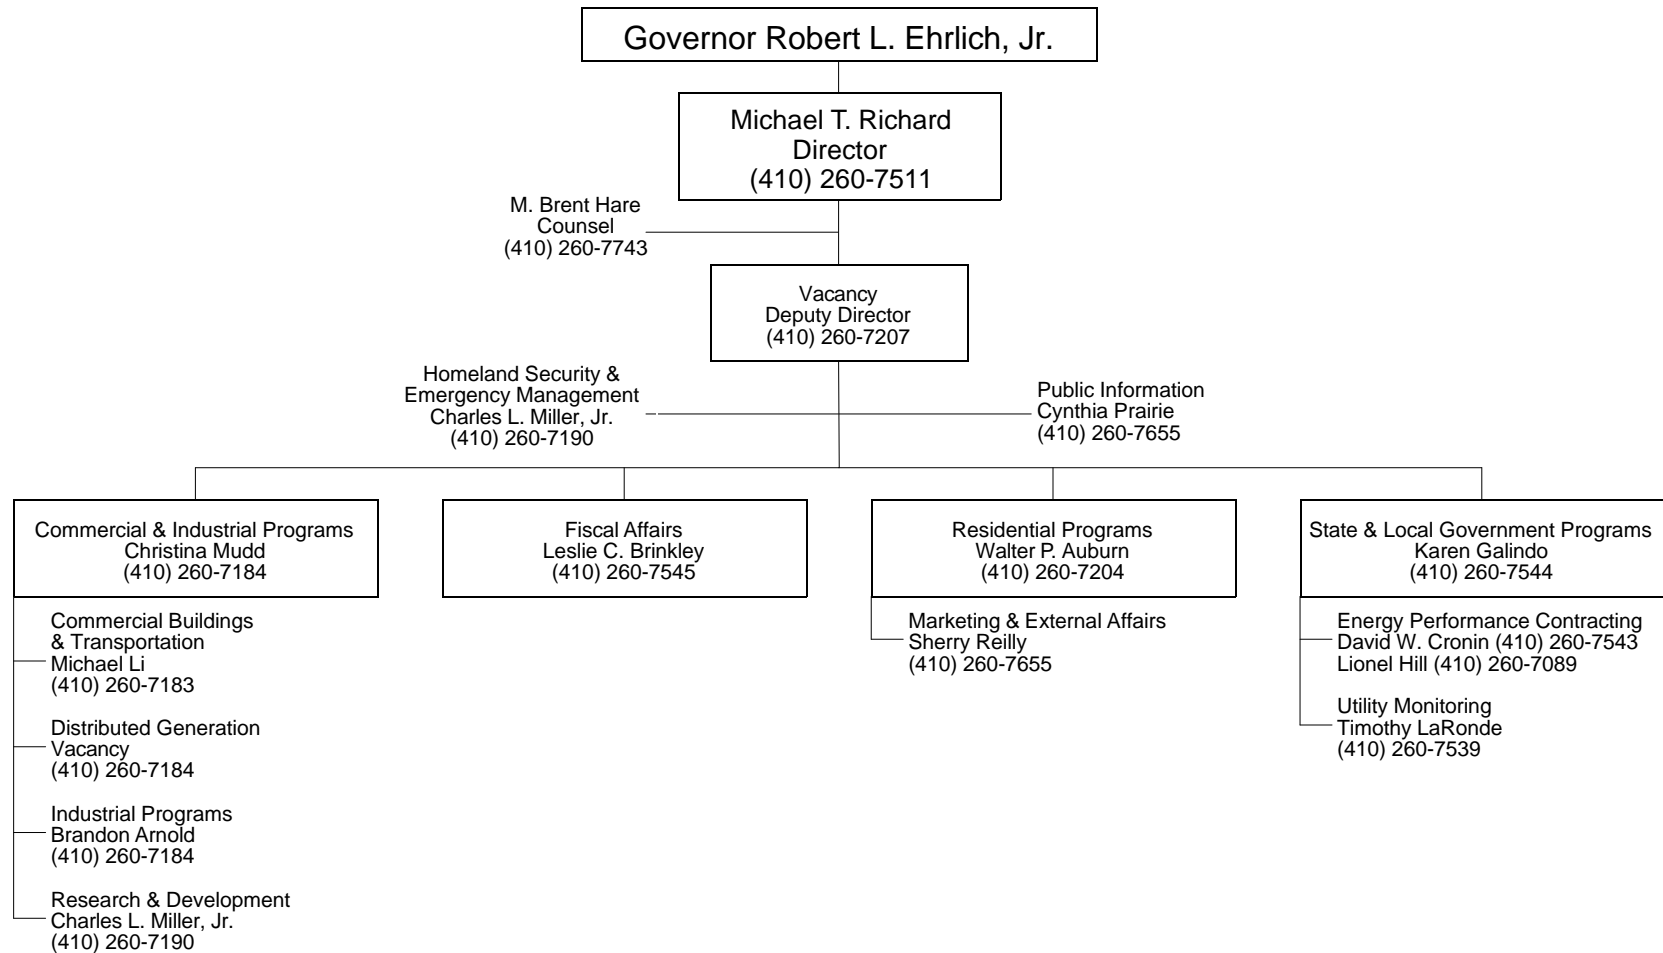 Governor Robert L. Ehrlich, Jr.
Michael T. Richard
Director
(410) 260-7511
M. Brent Hare
Counsel
(410) 260-7743
Vacancy
Deputy Director
(410) 260-7207
Homeland Security &
Emergency Management
Charles L. Miller, Jr.
(410) 260-7190
Public Information
Cynthia Prairie
(410) 260-7655
Commercial & Industrial Programs
Christina Mudd
(410) 260-7184
Commercial Buildings
& Transportation
Michael Li
(410) 260-7183
Distributed Generation
Vacancy
(410) 260-7184
Industrial Programs
Brandon Arnold
(410) 260-7184
Research & Development
Charles L. Miller, Jr.
(410) 260-7190
Fiscal Affairs
Leslie C. Brinkley
(410) 260-7545
Residential Programs
Walter P. Auburn
(410) 260-7204
Marketing & External Affairs
Sherry Reilly
(410) 260-7655
State & Local Government Programs
Karen Galindo
(410) 260-7544
Energy Performance Contracting
David W. Cronin (410) 260-7543
Lionel Hill (410) 260-7089
Utility Monitoring
Timothy LaRonde
(410) 260-7539